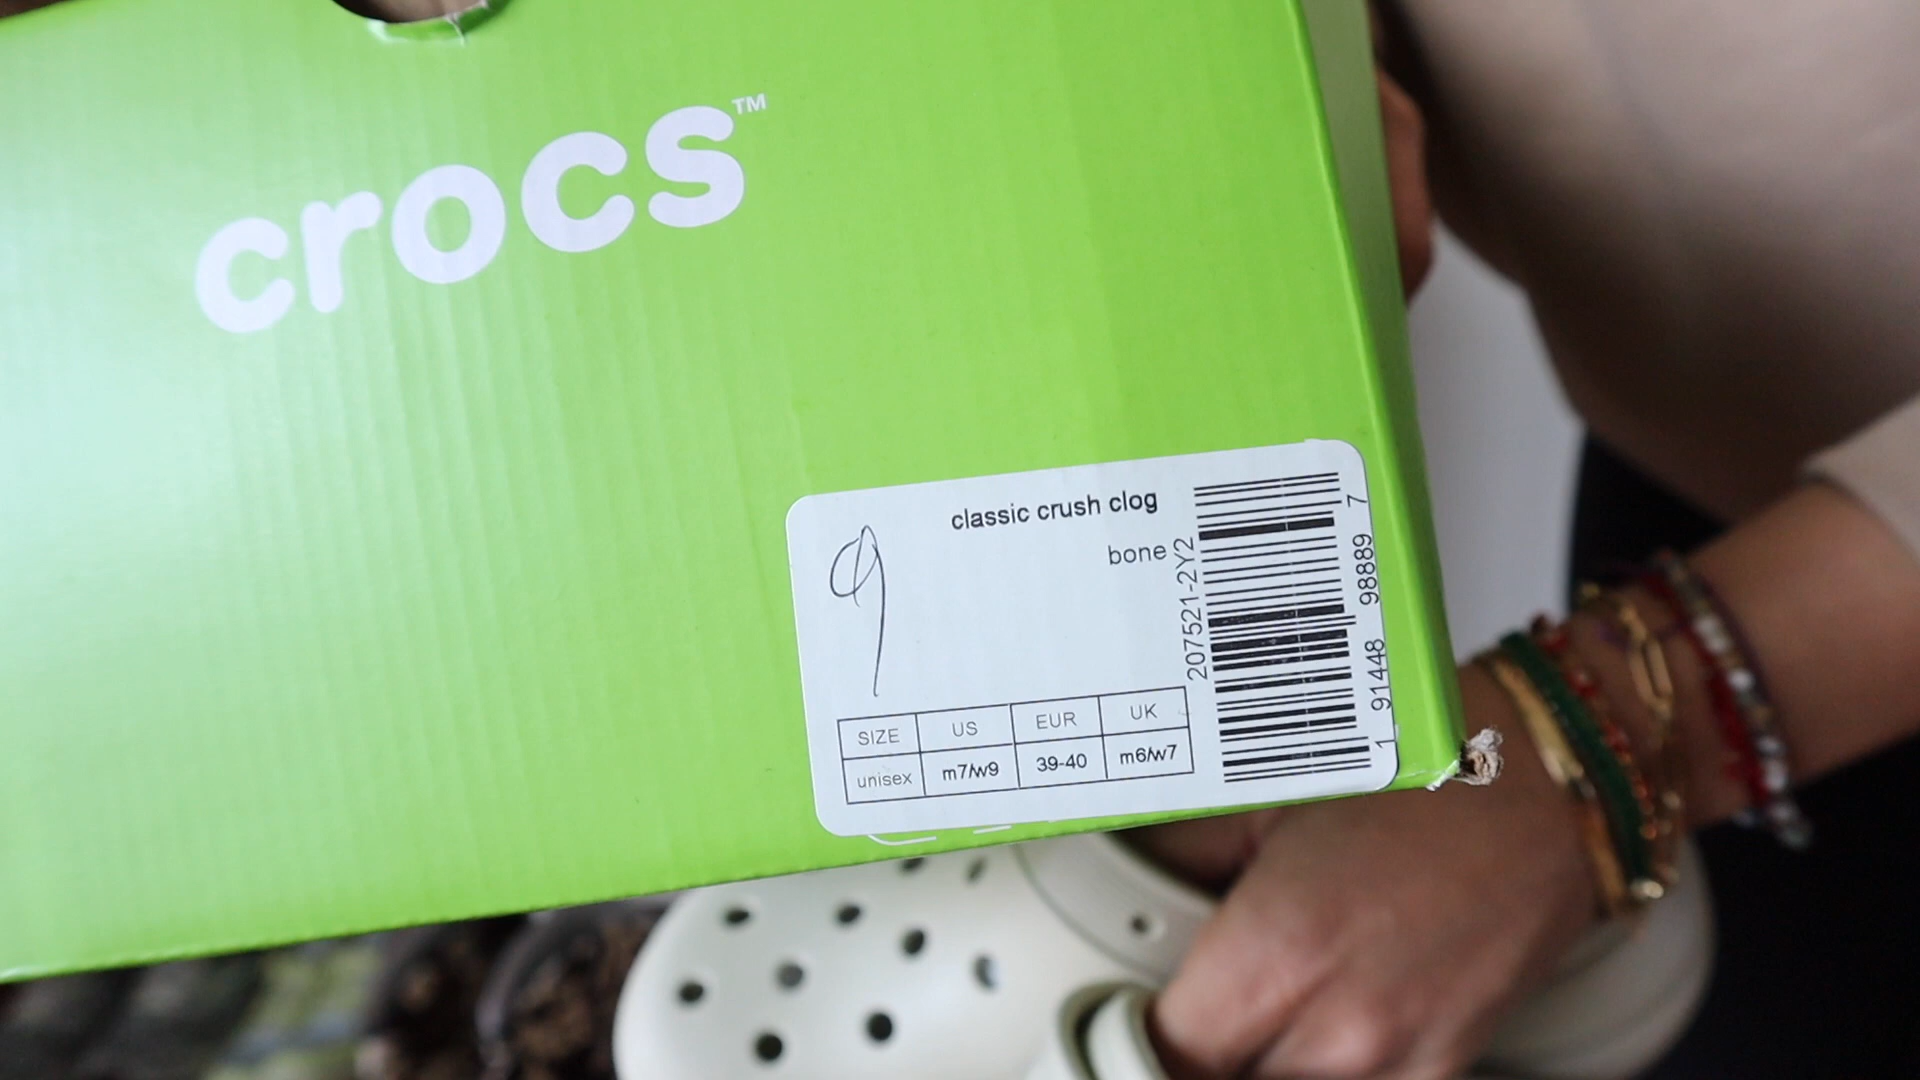 crocs™
classic crush clog
bone
9
207521-2Y2
1 91448 98889 7
SIZE US EUR UK
unisex m7/w9 39-40 m6/w7